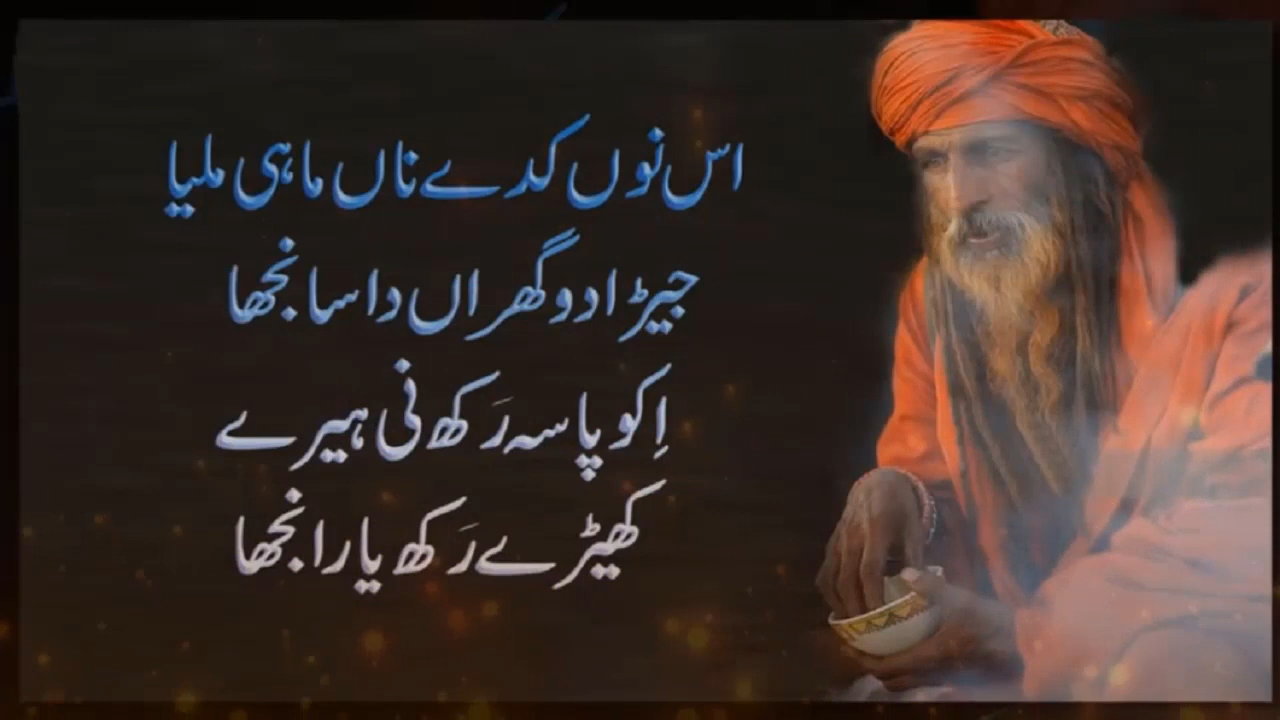 اس نوں کدے ناں ماہی ملیا
جیڑا دو گھراں دا سانجھا
اِکو پاسہ رَکھ نی ہیرے
کھیڑے رَکھ یا رانجھا